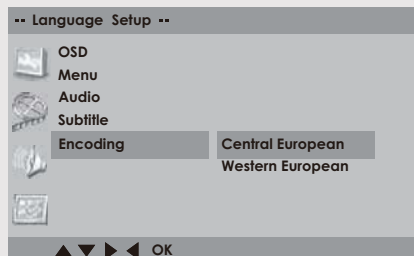 -- Language Setup --
OSD
Menu
Audio
Subtitle
Encoding
Central European
Western European
▲ ▼ ▶ ◀ OK